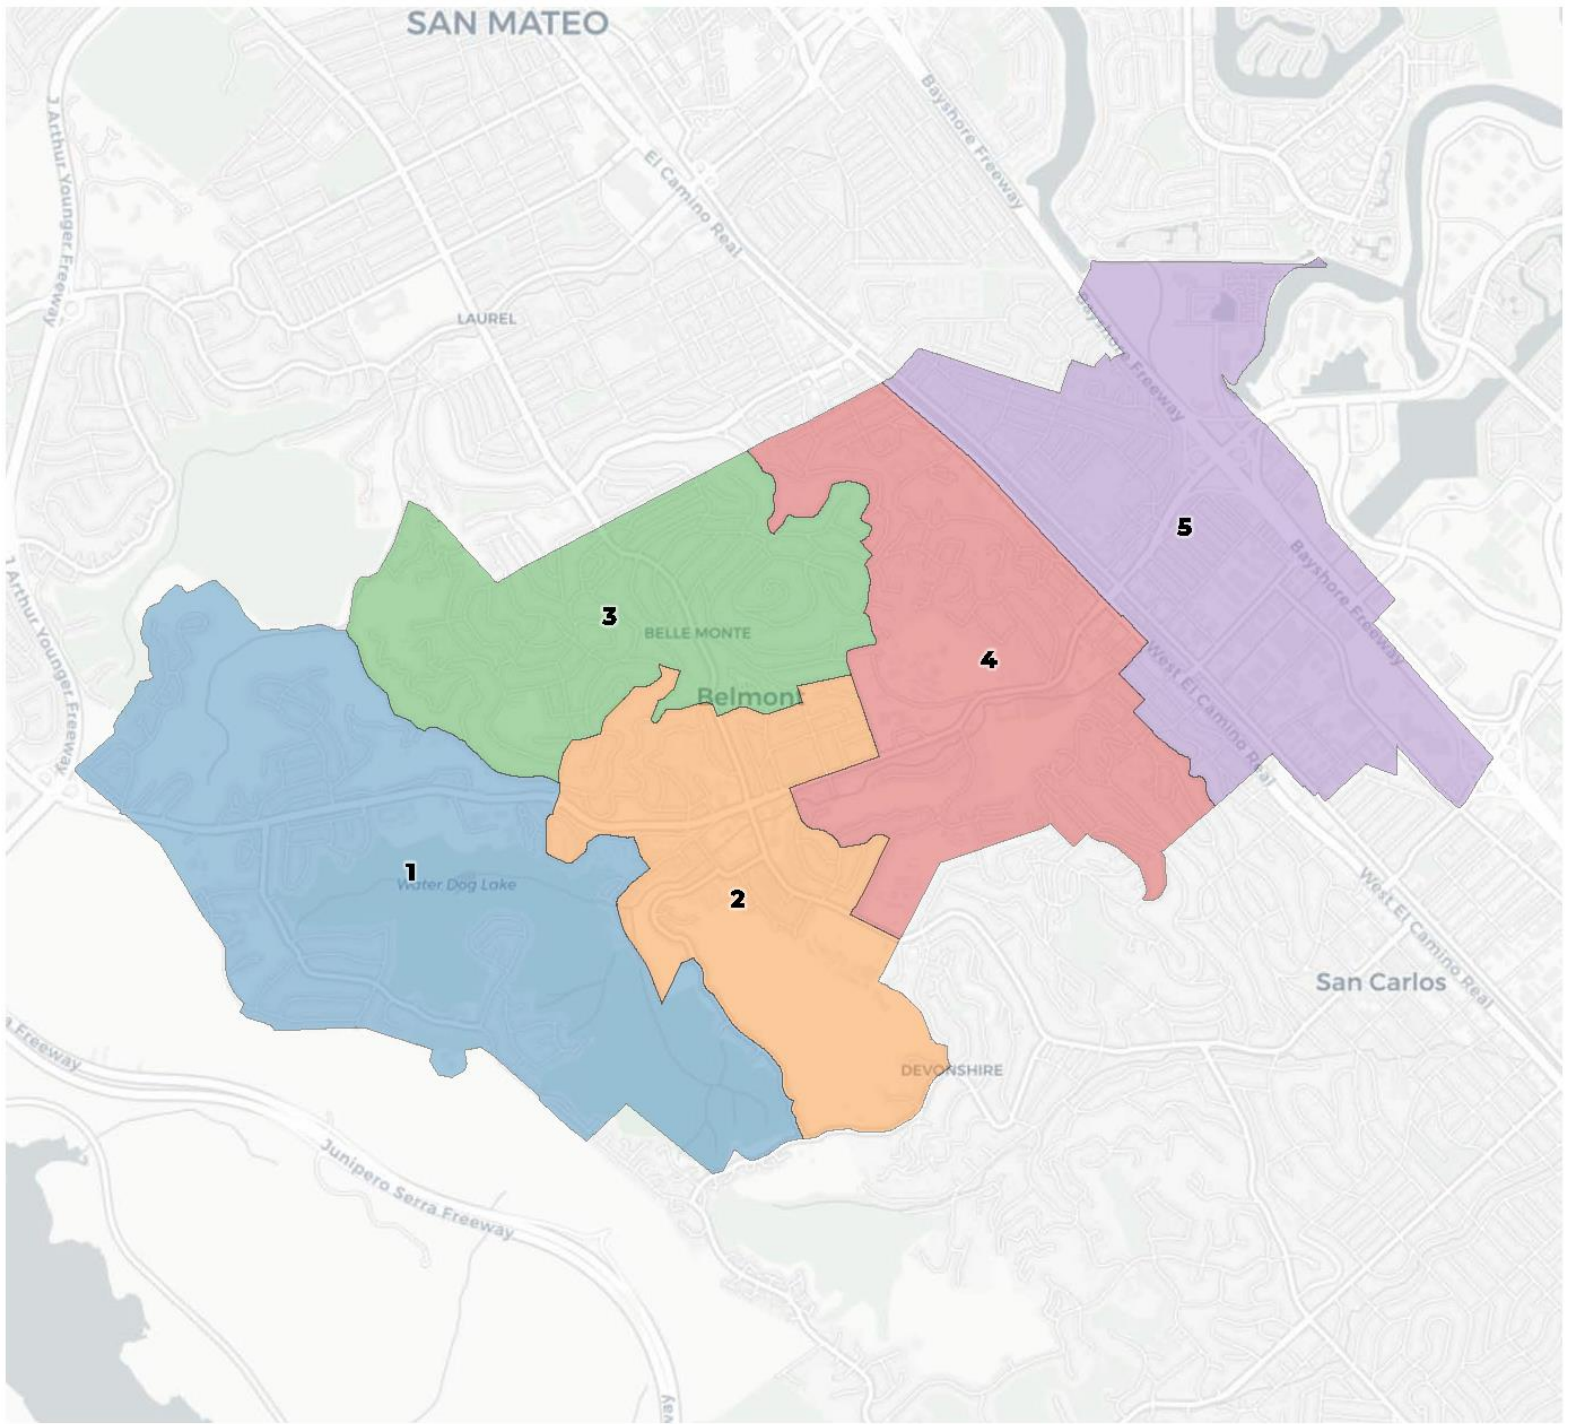 SAN MATEO
Bayshore Freeway
J Arthur Younger Freeway
El Camino Real
LAUREL
Bayshore Freeway
5
Bayshore Freeway
J Arthur Younger Freeway
3
BELLE MONTE
4
West El Camino Real
Belmont
1
Water Dog Lake
2
West El Camino Real
San Carlos
a Freeway
DEVONSHIRE
Junipero Serra Freeway
way